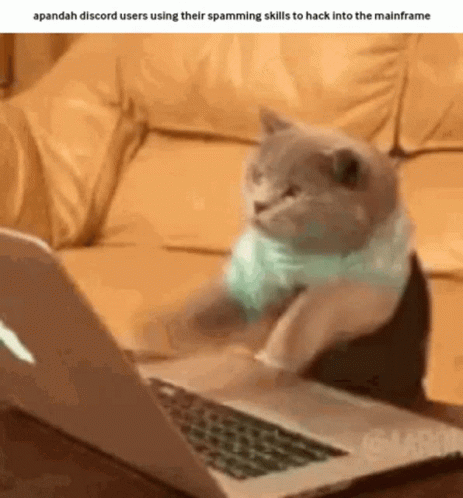 apandah discord users using their spamming skills to hack into the mainframe